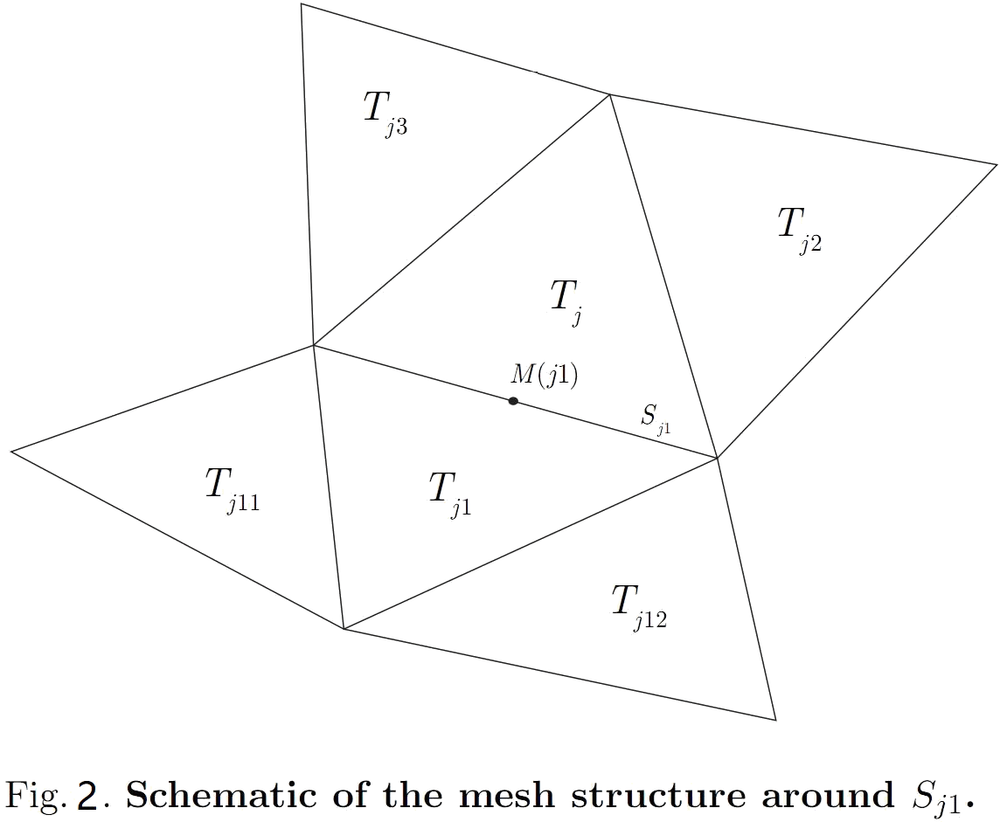 T_{j3}
T_{j2}
T_j
M(j1)
S_{j1}
T_{j11}
T_{j1}
T_{j12}
Fig. 2. Schematic of the mesh structure around S_{j1}.